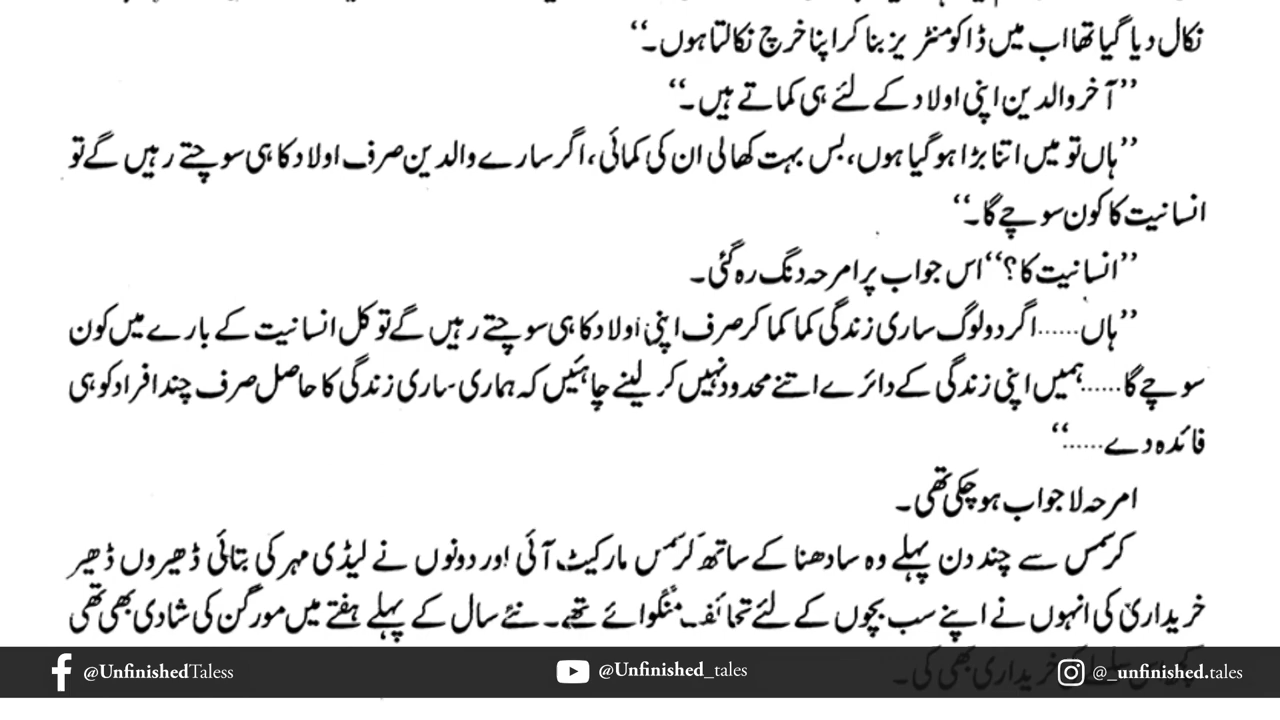 نکال دیا گیا تھا اب میں ڈاکومنٹریز بنا کر اپنا خرچ نکالتا ہوں۔‘‘
’’آخر والدین اپنی اولاد کے لئے ہی کماتے ہیں۔‘‘
’’ہاں تو میں اتنا بڑا ہو گیا ہوں، بس بہت کھالی ان کی کمائی، اگر سارے والدین صرف اولاد کا ہی سوچتے رہیں گے تو
انسانیت کا کون سوچے گا۔‘‘
’’انسانیت کا؟‘‘ اس جواب پر امرحہ دنگ رہ گئی۔
’’ہاں......اگر دو لوگ ساری زندگی کما کما کر صرف اپنی اولاد کا ہی سوچتے رہیں گے تو کل انسانیت کے بارے میں کون
سوچے گا......ہمیں اپنی زندگی کے دائرے اتنے محدود نہیں کر لینے چاہئیں کہ ہماری ساری زندگی کا حاصل صرف چند افراد کو ہی
فائدہ دے......‘‘
امرحہ لاجواب ہو چکی تھی۔
کرسمس سے چند دن پہلے وہ سادھنا کے ساتھ کرسمس مارکیٹ آئی اور دونوں نے لیڈی مہر کی بتائی ڈھیروں ڈھیر
خریداری کی انہوں نے اپنے سب بچوں کے لئے تحائف منگوائے تھے۔ نئے سال کے پہلے ہفتے میں مورگن کی شادی بھی تھی
خریداری بھی کی۔
@UnfinishedTaless
@Unfinished_tales
@_unfinished.tales